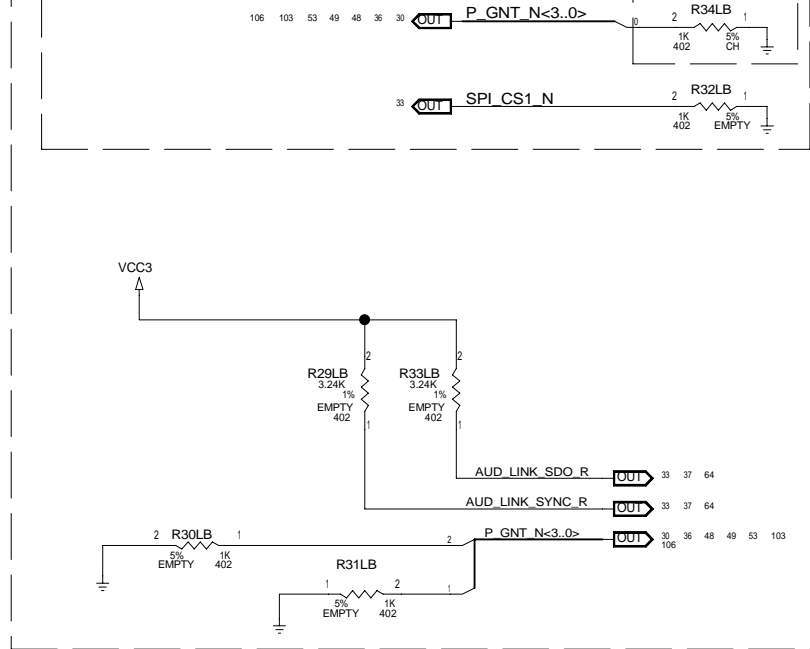 106 103 53 49 48 36 30 OUT P_GNT_N<3..0> 0 2 R34LB 1
1K 5%
402 CH
33 OUT SPI_CS1_N 2 R32LB 1
1K 5%
402 EMPTY
VCC3
2 2
R29LB R33LB
3.24K 3.24K
1% 1%
EMPTY EMPTY
402 402
1 1
AUD_LINK_SDO_R OUT 33 37 64
AUD_LINK_SYNC_R OUT 33 37 64
2 R30LB 1 2 P_GNT_N<3..0> OUT 30 36 48 49 53 103
106
5% 1K
EMPTY 402
R31LB
1 2 1
5% 1K
EMPTY 402